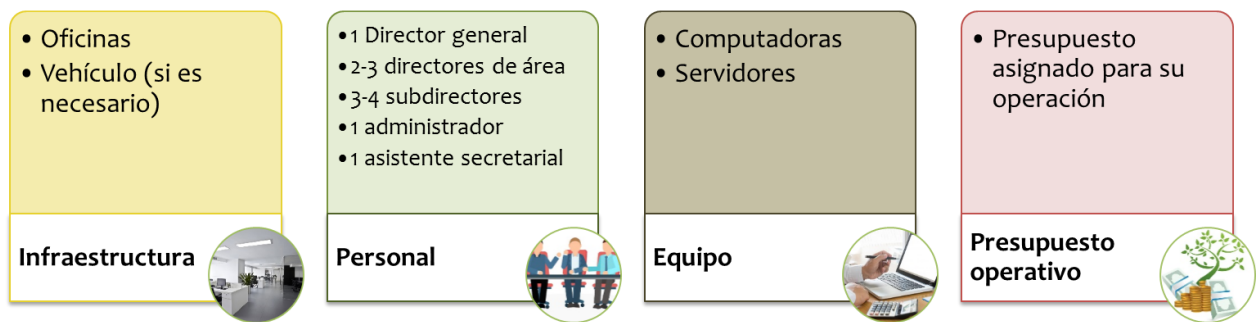 • Oficinas
• Vehículo (si es
necesario)
Infraestructura
• 1 Director general
• 2-3 directores de área
• 3-4 subdirectores
• 1 administrador
• 1 asistente secretarial
Personal
• Computadoras
• Servidores
Equipo
• Presupuesto
asignado para su
operación
Presupuesto
operativo